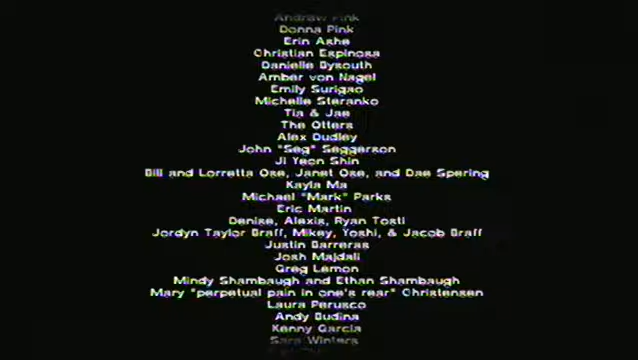 Andraw Pink
Donna Pink
Erin Ashe
Christian Espinosa
Danielle Bysouth
Amber von Nagel
Emily Surigao
Michelle Steranko
Tia & Jae
The Otters
Alex Dudley
John "Seg" Seggerson
Ji Yeon Shin
Bill and Lorretta Ose, Janet Ose, and Dae Spering
Kayla Ma
Michael "Mark" Parks
Eric Martin
Denise, Alexis, Ryan Tosti
Jordyn Taylor Braff, Mikey, Yoshi, & Jacob Braff
Justin Barreras
Josh Majdali
Greg Lemon
Mindy Shambaugh and Ethan Shambaugh
Mary "perpetual pain in one's rear" Christensen
Laura Perusco
Andy Budina
Kenny Garcia
Sara Winters